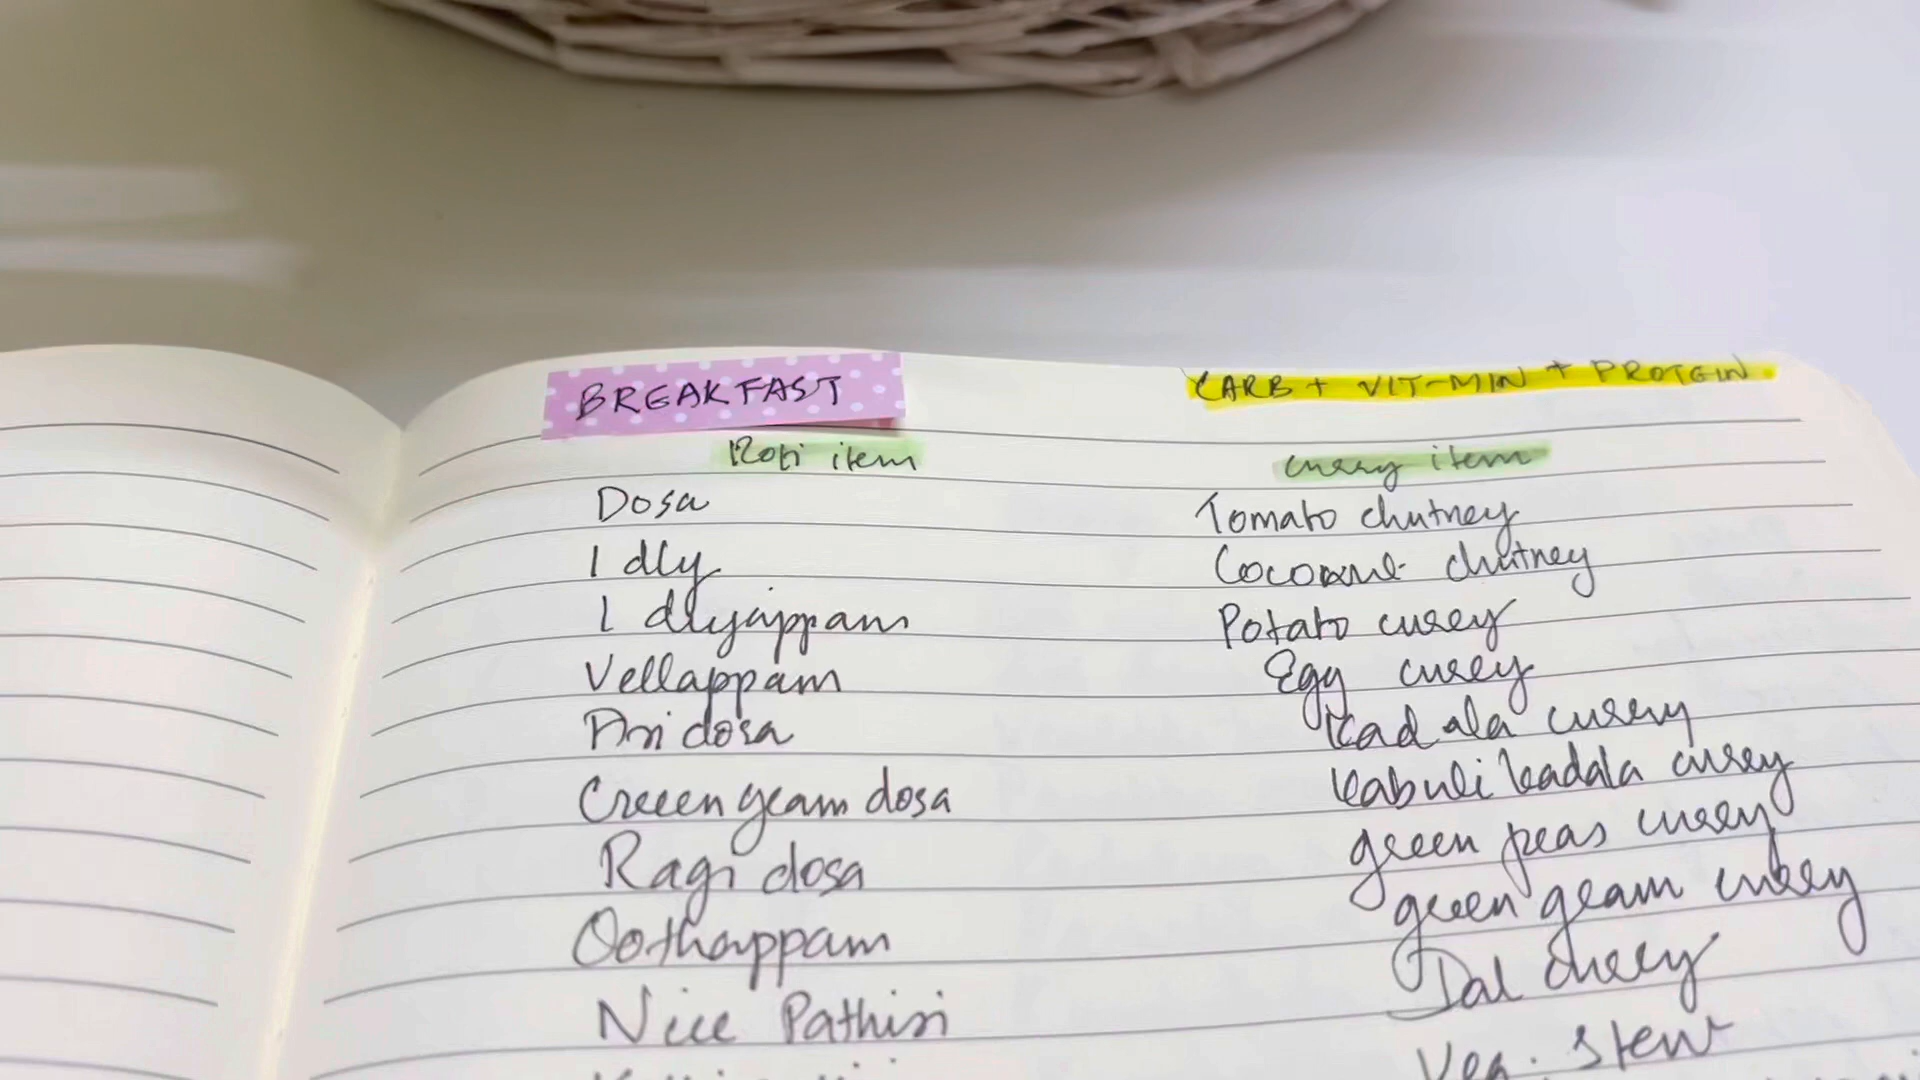 BREAKFAST
CARB + VIT-MIN + PROTEIN
Roti item
curry item
Dosa
Tomato chutney
Idly
Coconut chutney
Idlyappam
Potato curry
Vellappam
Egg curry
Ari dosa
Kadala curry
Green gram dosa
Kabuli kadala curry
Ragi dosa
green peas curry
Oothappam
green gram curry
Nice Pathiri
Dal curry
Veg. stew